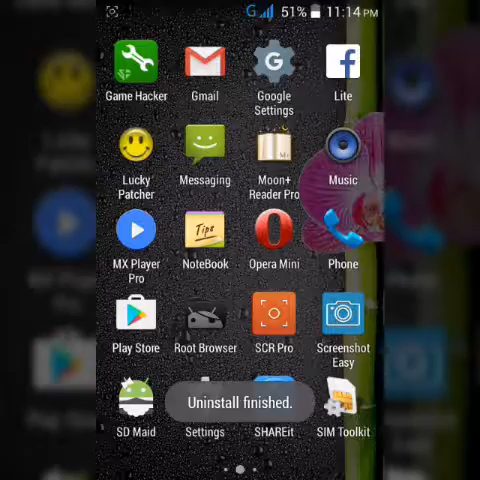 G 51% 11:14 PM
Game Hacker
Gmail
Google Settings
Lite
Lucky Patcher
Messaging
Moon+ Reader Pro
Music
MX Player Pro
Tips
NoteBook
Opera Mini
Phone
Play Store
Root Browser
SCR Pro
Screenshot Easy
Uninstall finished.
SD Maid
Settings
SHAREit
SIM Toolkit